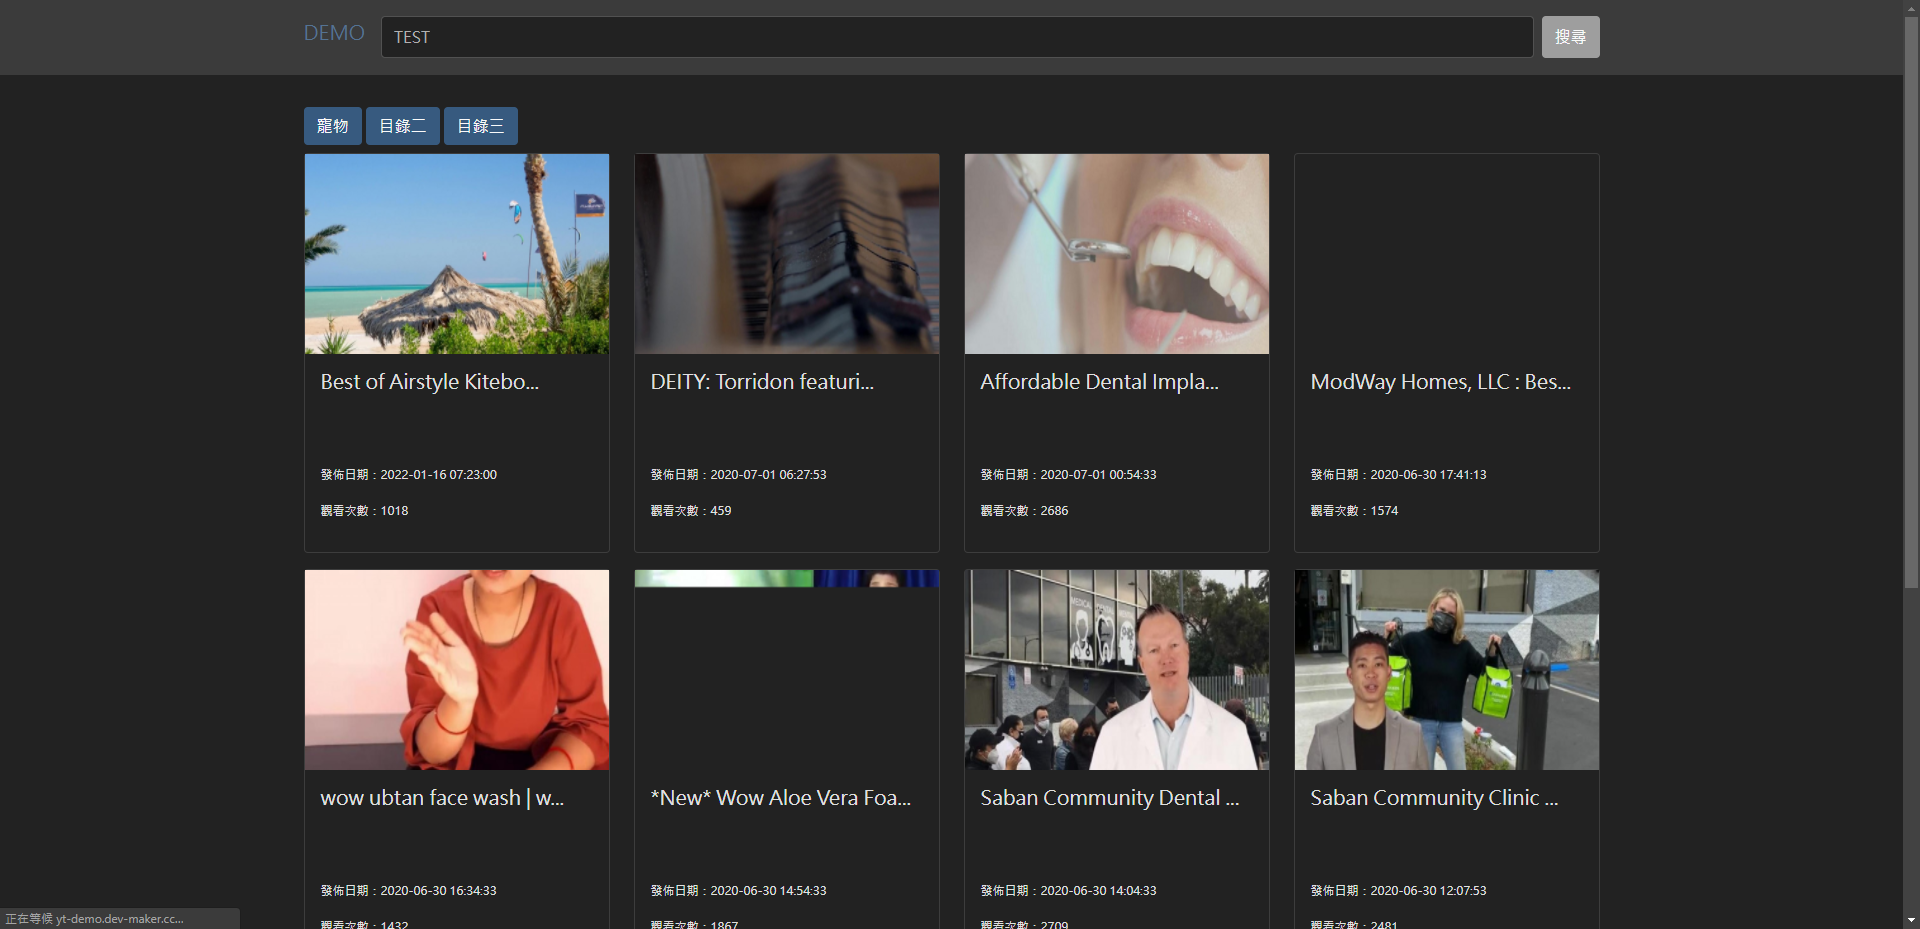 DEMO
TEST
搜尋
寵物
目錄二
目錄三
Best of Airstyle Kitebo...
發佈日期：2022-01-16 07:23:00
觀看次數：1018
DEITY: Torridon featuri...
發佈日期：2020-07-01 06:27:53
觀看次數：459
Affordable Dental Impla...
發佈日期：2020-07-01 00:54:33
觀看次數：2686
ModWay Homes, LLC : Bes...
發佈日期：2020-06-30 17:41:13
觀看次數：1574
wow ubtan face wash | w...
發佈日期：2020-06-30 16:34:33
觀看次數：1432
*New* Wow Aloe Vera Foa...
發佈日期：2020-06-30 14:54:33
觀看次數：1867
Saban Community Dental ...
發佈日期：2020-06-30 14:04:33
觀看次數：2709
Saban Community Clinic ...
發佈日期：2020-06-30 12:07:53
觀看次數：2481
正在等候 yt-demo.dev-maker.cc...